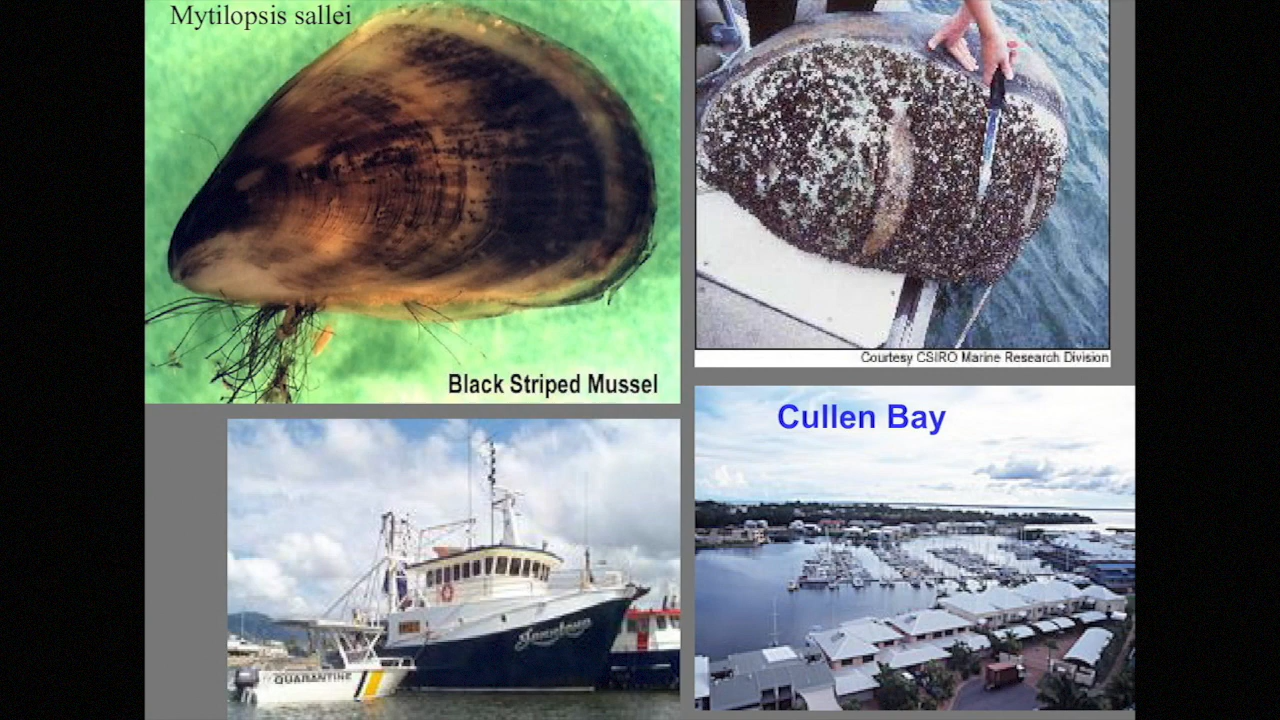 Mytilopsis sallei
Black Striped Mussel
Courtesy CSIRO Marine Research Division
Cullen Bay
QUARANTINE